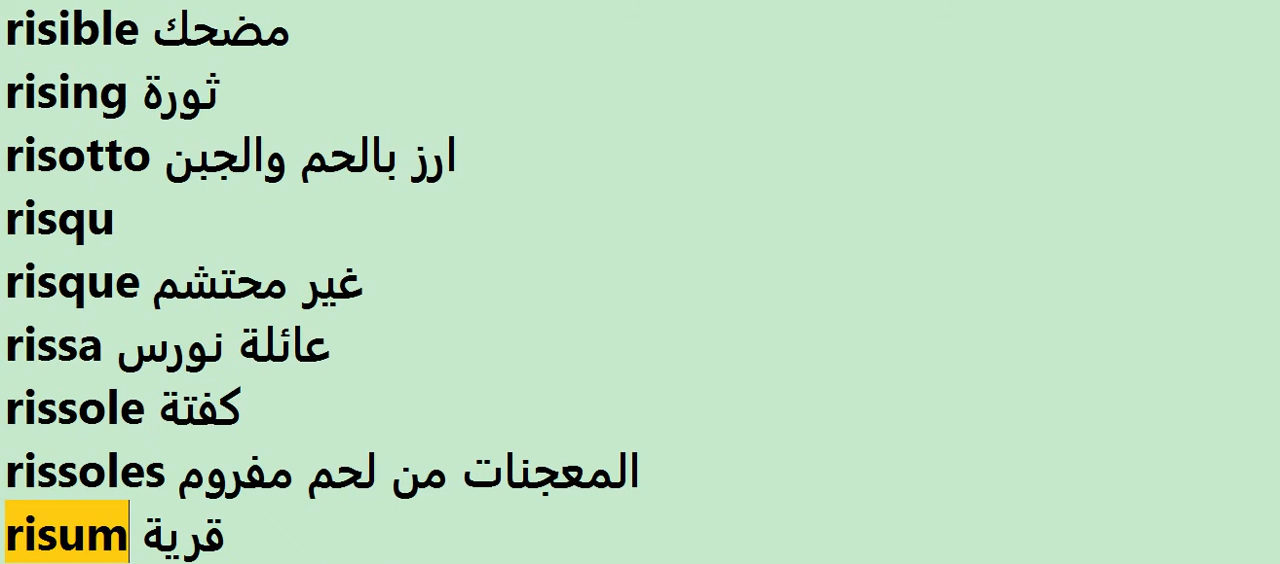 risible مضحك
rising ثورة
risotto ارز بالحم والجبن
risqu
risque غير محتشم
rissa عائلة نورس
rissole كفتة
rissoles المعجنات من لحم مفروم
risum قرية